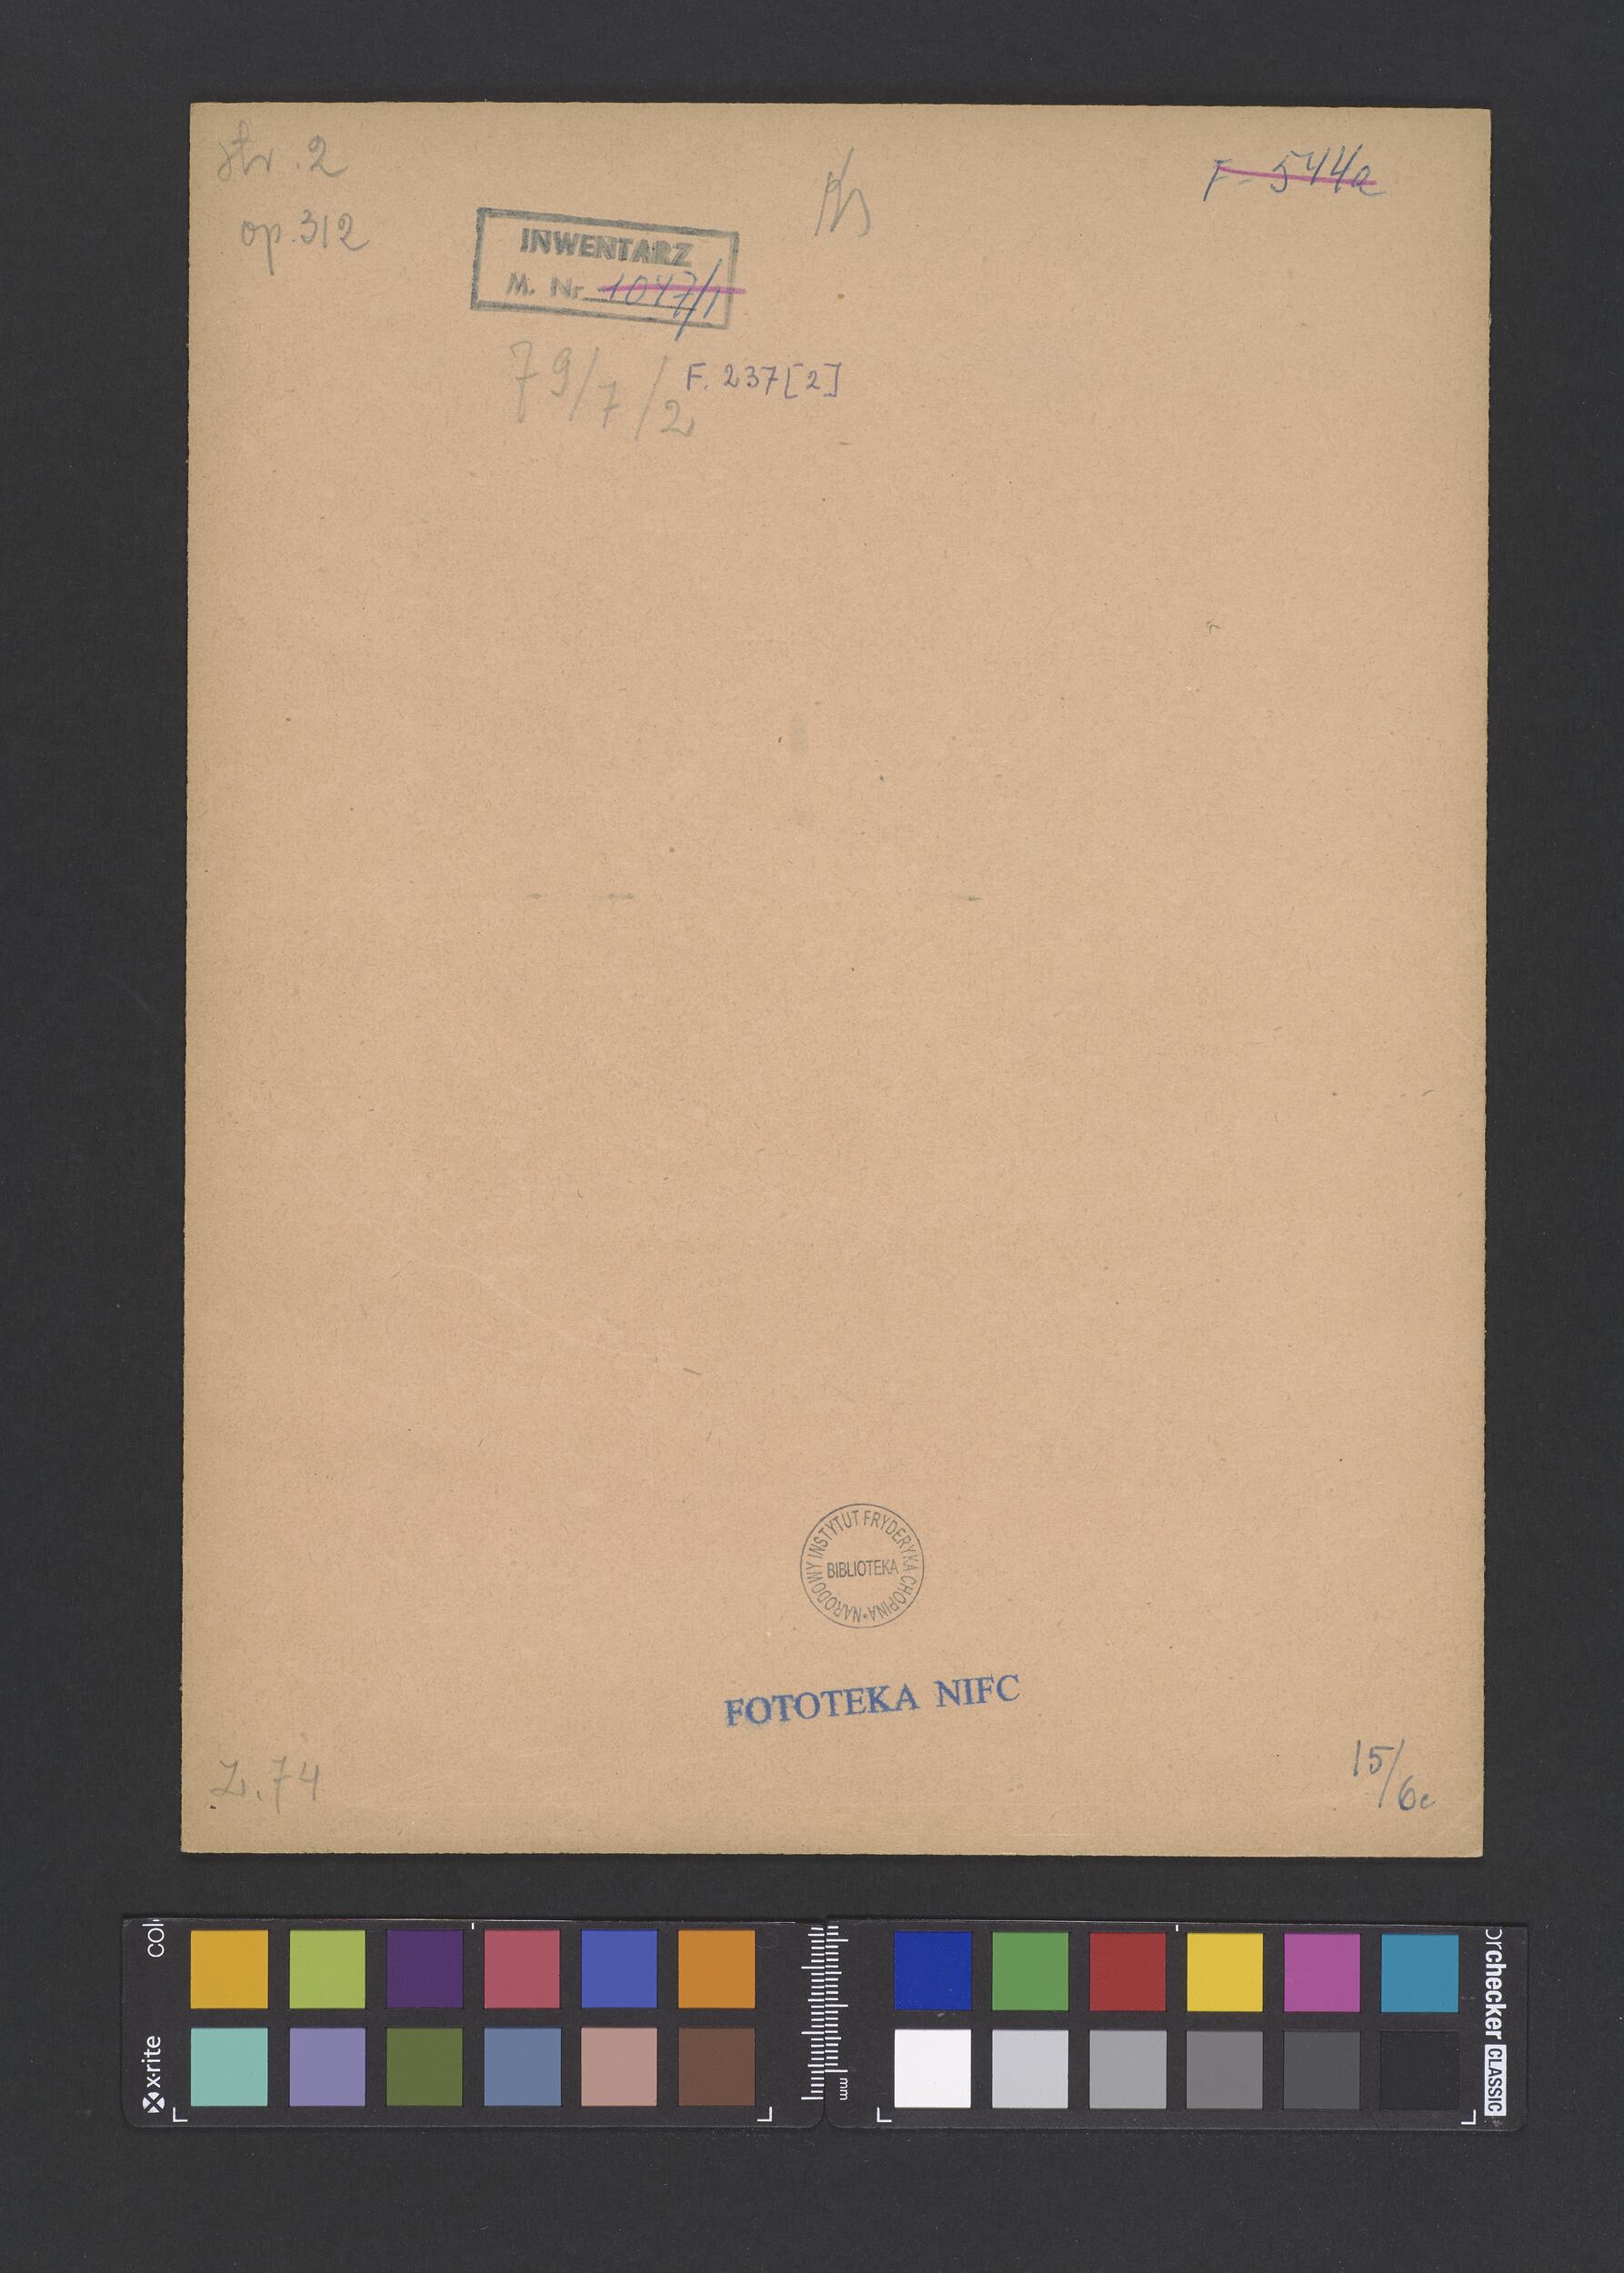 str. 2
op. 312
F- 544a
INWENTARZ
M. Nr 1047/1
79/7/2
F. 237 [2]
NARODOWY INSTYTUT FRYDERYKA CHOPINA
BIBLIOTEKA
FOTOTEKA NIFC
Z. 74
15/6c
x-rite
colorchecker CLASSIC
mm